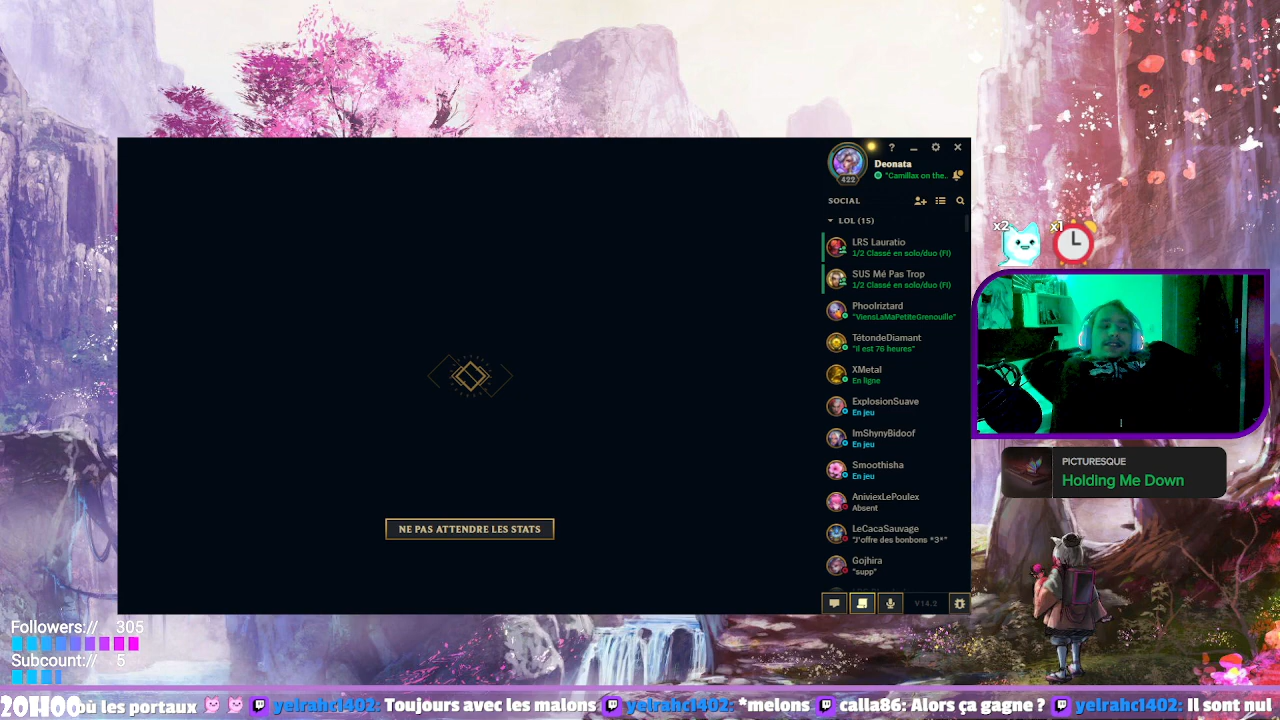 Deonata
422
"Camillax on the..
SOCIAL
LOL (15)
LRS Lauratio
1/2 Classé en solo/duo (Fl)
SUS Mé Pas Trop
1/2 Classé en solo/duo (Fl)
Phoolriztard
"ViensLaMaPetiteGrenouille"
TétondeDiamant
"Il est 76 heures"
XMetal
En ligne
ExplosionSuave
En jeu
ImShynyBidoof
En jeu
Smoothisha
En jeu
AniviexLePoulex
Absent
LeCacaSauvage
"J'offre des bonbons *3*"
Gojhira
"supp"
V14.2
NE PAS ATTENDRE LES STATS
x2
x1
PICTURESQUE
Holding Me Down
Followers:// 305
Subcount:// 5
20H00
où les portaux yelrahc1402: Toujours avec les malons yelrahc1402: *melons calla86: Alors ça gagne ? yelrahc1402: Il sont nul